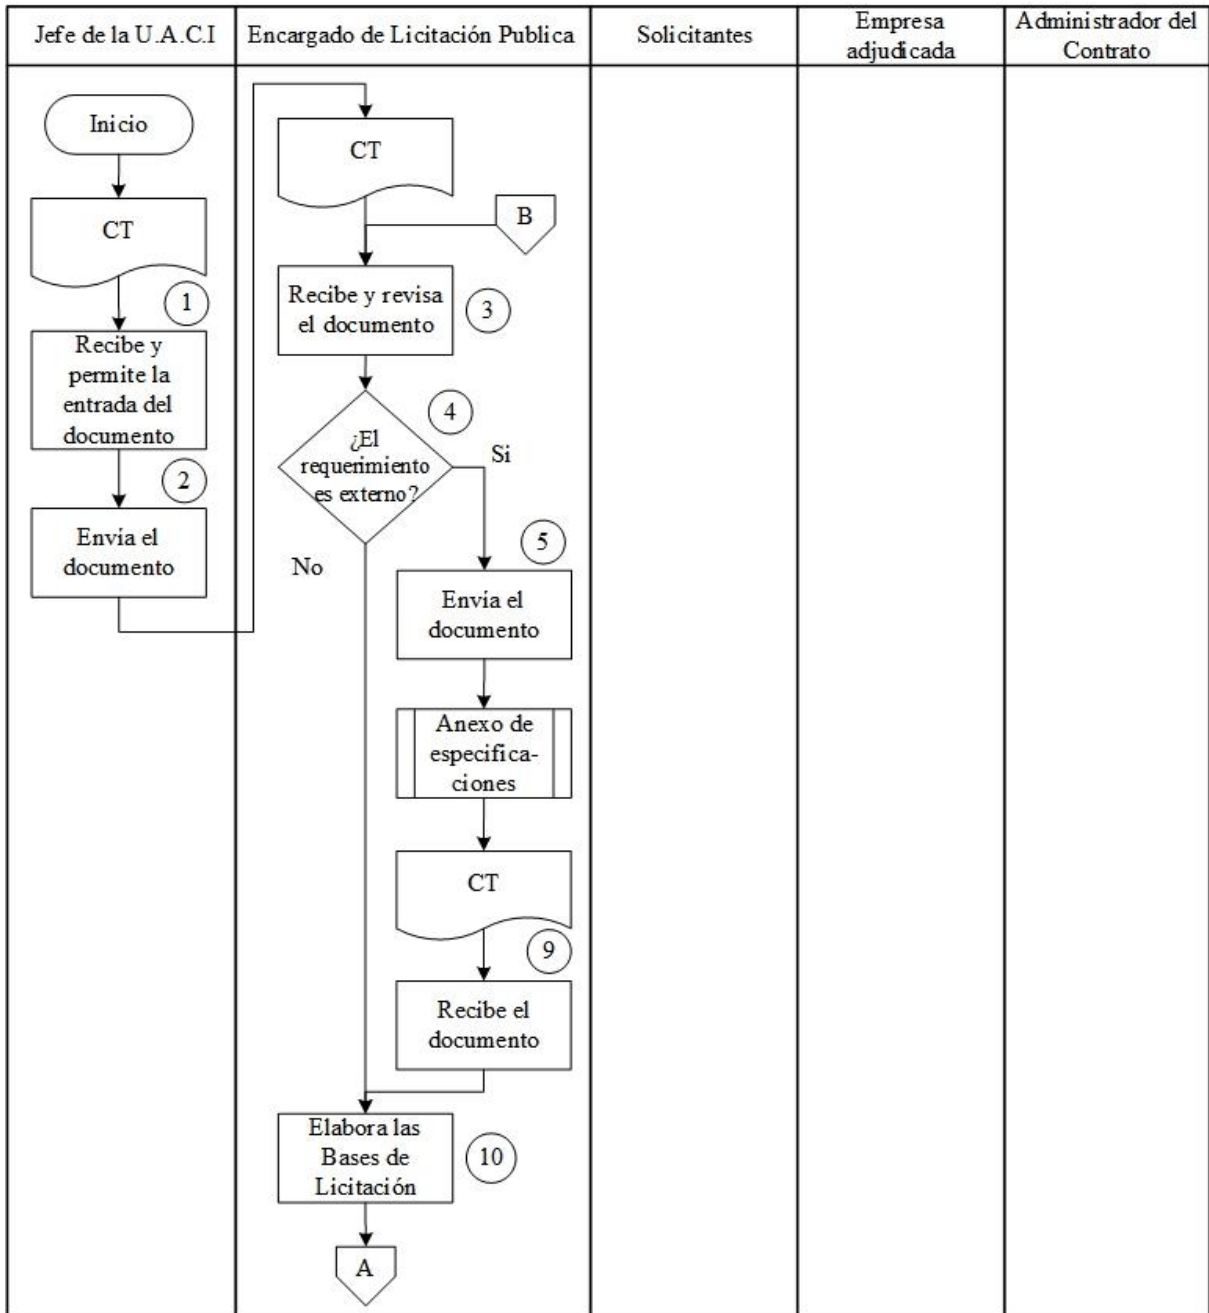 Jefe de la U.A.C.I
Encargado de Licitación Publica
Solicitantes
Empresa
adjudicada
Administrador del
Contrato
Inicio
CT
1
Recibe y
permite la
entrada del
documento
2
Envía el
documento
CT
B
Recibe y revisa
el documento
3
4
¿El
requerimiento
es externo?
Si
No
5
Envía el
documento
Anexo de
especifica-
ciones
CT
9
Recibe el
documento
Elabora las
Bases de
Licitación
10
A